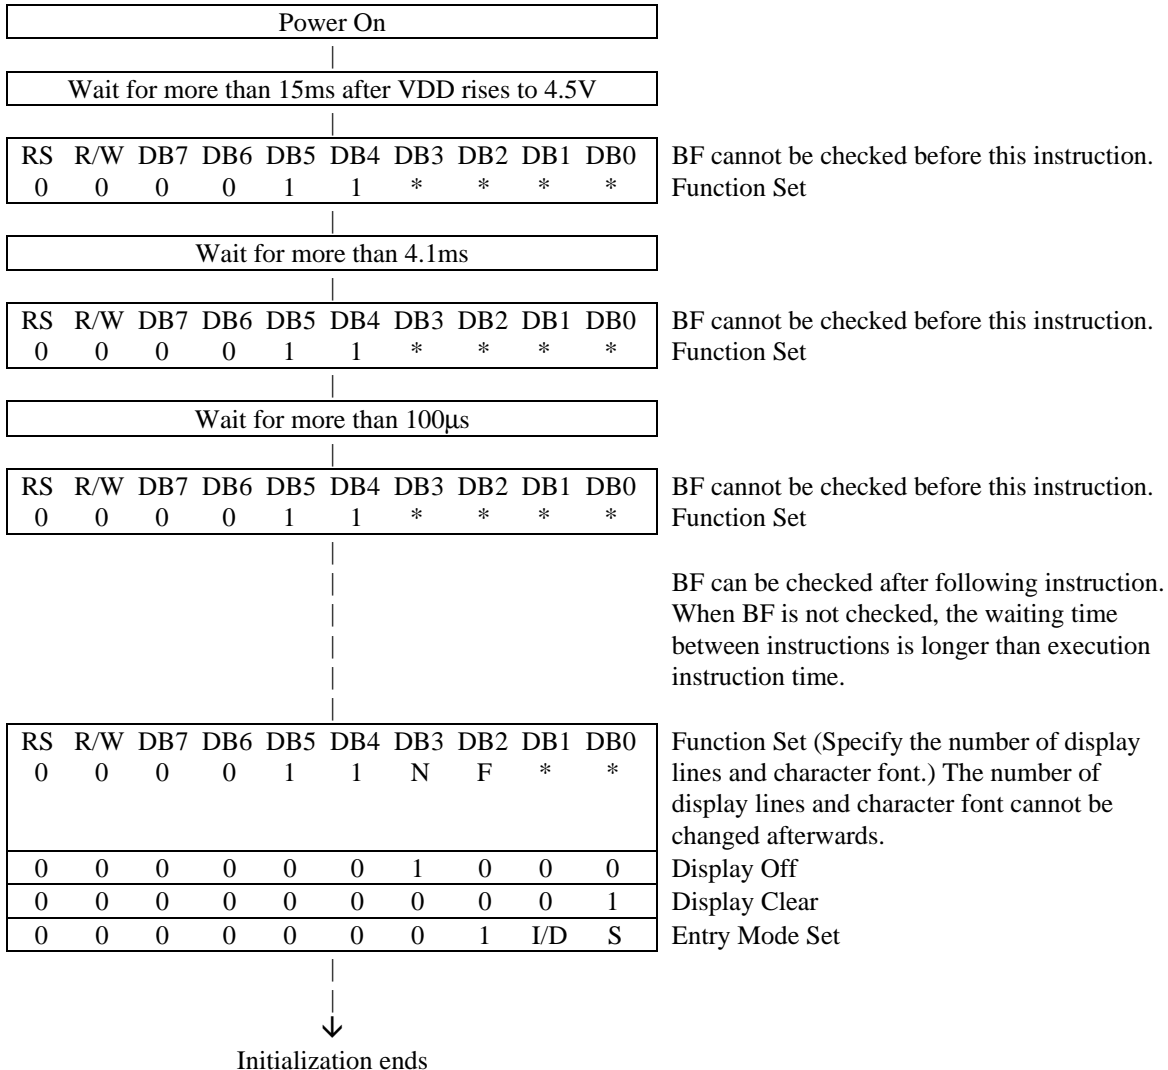 Power On
Wait for more than 15ms after VDD rises to 4.5V
RS R/W DB7 DB6 DB5 DB4 DB3 DB2 DB1 DB0 BF cannot be checked before this instruction.
0 0 0 0 1 1 * * * * Function Set
Wait for more than 4.1ms
RS R/W DB7 DB6 DB5 DB4 DB3 DB2 DB1 DB0 BF cannot be checked before this instruction.
0 0 0 0 1 1 * * * * Function Set
Wait for more than 100μs
RS R/W DB7 DB6 DB5 DB4 DB3 DB2 DB1 DB0 BF cannot be checked before this instruction.
0 0 0 0 1 1 * * * * Function Set
BF can be checked after following instruction.
When BF is not checked, the waiting time
between instructions is longer than execution
instruction time.
RS R/W DB7 DB6 DB5 DB4 DB3 DB2 DB1 DB0 Function Set (Specify the number of display
0 0 0 0 1 1 N F * * lines and character font.) The number of
display lines and character font cannot be
changed afterwards.
0 0 0 0 0 0 1 0 0 0 Display Off
0 0 0 0 0 0 0 0 0 1 Display Clear
0 0 0 0 0 0 0 1 I/D S Entry Mode Set
Initialization ends